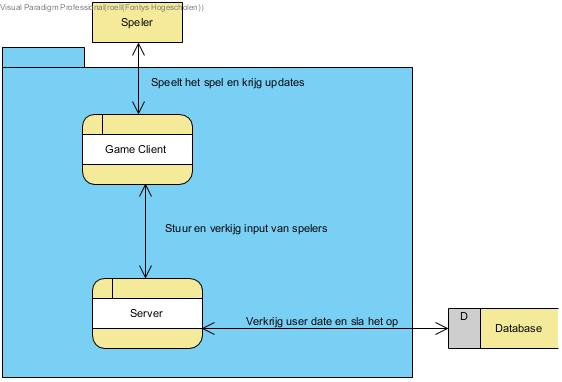 Visual Paradigm Professional(roell(Fontys Hogescholen))
Speler
Speelt het spel en krijg updates
Game Client
Stuur en verkijg input van spelers
Server
Verkrijg user date en sla het op
D
Database